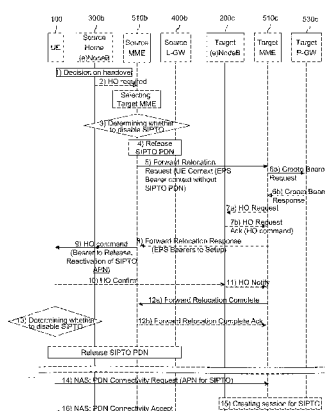 100
300b
510b
400b
200c
510c
530c
UE
Source
Home
(e)NodeB
Source
MME
Source
L-GW
Target
(e)NodeB
Target
MME
Target
P-GW
1) Decision on handover
2) HO required
Selecting
Target MME
3) Determining whether
to disable SIPTO
4) Release
SIPTO PDN
5) Forward Relocation
Request (UE Context (EPS
Bearer context without
SIPTO PDN)
6a) Create Bearer
Request
6b) Create Bearer
Response
7a) HO Request
7b) HO Request
Ack (HO command)
8) Forward Relocation Response
(EPS Bearers to Setup)
9) HO command
(Bearer to Release,
Reactivation of SIPTO
APN)
10) HO Confirm
11) HO Notify
12a) Forward Relocation Complete
12b) Forward Relocation Complete Ack
13) Determining whether
to disable SIPTO
Release SIPTO PDN
14) NAS: PDN Connectivity Request (APN for SIPTO)
15) Creating session for SIPTO
16) NAS: PDN Connectivity Accept